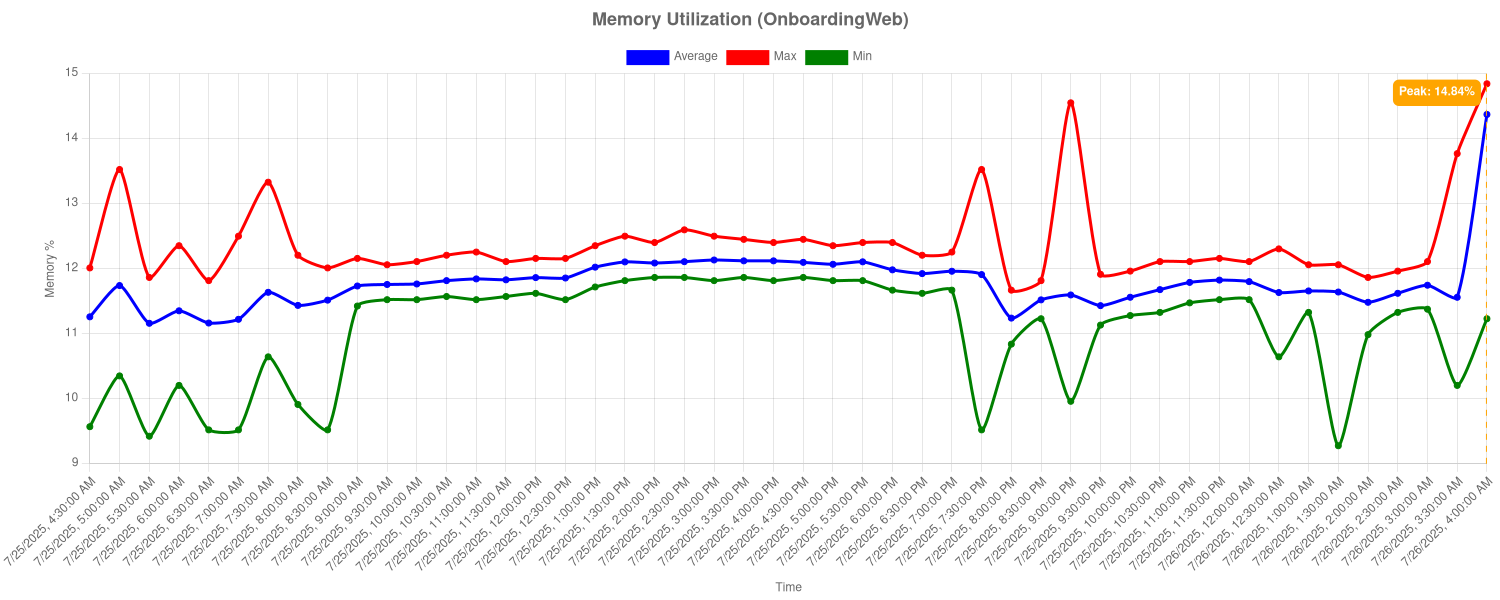 Memory Utilization (OnboardingWeb)
Average Max Min
Peak: 14.84%
Memory %
15
14
13
12
11
10
9
7/25/2025, 4:30:00 AM
7/25/2025, 5:00:00 AM
7/25/2025, 5:30:00 AM
7/25/2025, 6:00:00 AM
7/25/2025, 6:30:00 AM
7/25/2025, 7:00:00 AM
7/25/2025, 7:30:00 AM
7/25/2025, 8:00:00 AM
7/25/2025, 8:30:00 AM
7/25/2025, 9:00:00 AM
7/25/2025, 9:30:00 AM
7/25/2025, 10:00:00 AM
7/25/2025, 10:30:00 AM
7/25/2025, 11:00:00 AM
7/25/2025, 11:30:00 AM
7/25/2025, 12:00:00 PM
7/25/2025, 12:30:00 PM
7/25/2025, 1:00:00 PM
7/25/2025, 1:30:00 PM
7/25/2025, 2:00:00 PM
7/25/2025, 2:30:00 PM
7/25/2025, 3:00:00 PM
7/25/2025, 3:30:00 PM
7/25/2025, 4:00:00 PM
7/25/2025, 4:30:00 PM
7/25/2025, 5:00:00 PM
7/25/2025, 5:30:00 PM
7/25/2025, 6:00:00 PM
7/25/2025, 6:30:00 PM
7/25/2025, 7:00:00 PM
7/25/2025, 7:30:00 PM
7/25/2025, 8:00:00 PM
7/25/2025, 8:30:00 PM
7/25/2025, 9:00:00 PM
7/25/2025, 9:30:00 PM
7/25/2025, 10:00:00 PM
7/25/2025, 10:30:00 PM
7/25/2025, 11:00:00 PM
7/25/2025, 11:30:00 PM
7/26/2025, 12:00:00 AM
7/26/2025, 12:30:00 AM
7/26/2025, 1:00:00 AM
7/26/2025, 1:30:00 AM
7/26/2025, 2:00:00 AM
7/26/2025, 2:30:00 AM
7/26/2025, 3:00:00 AM
7/26/2025, 3:30:00 AM
7/26/2025, 4:00:00 AM
Time